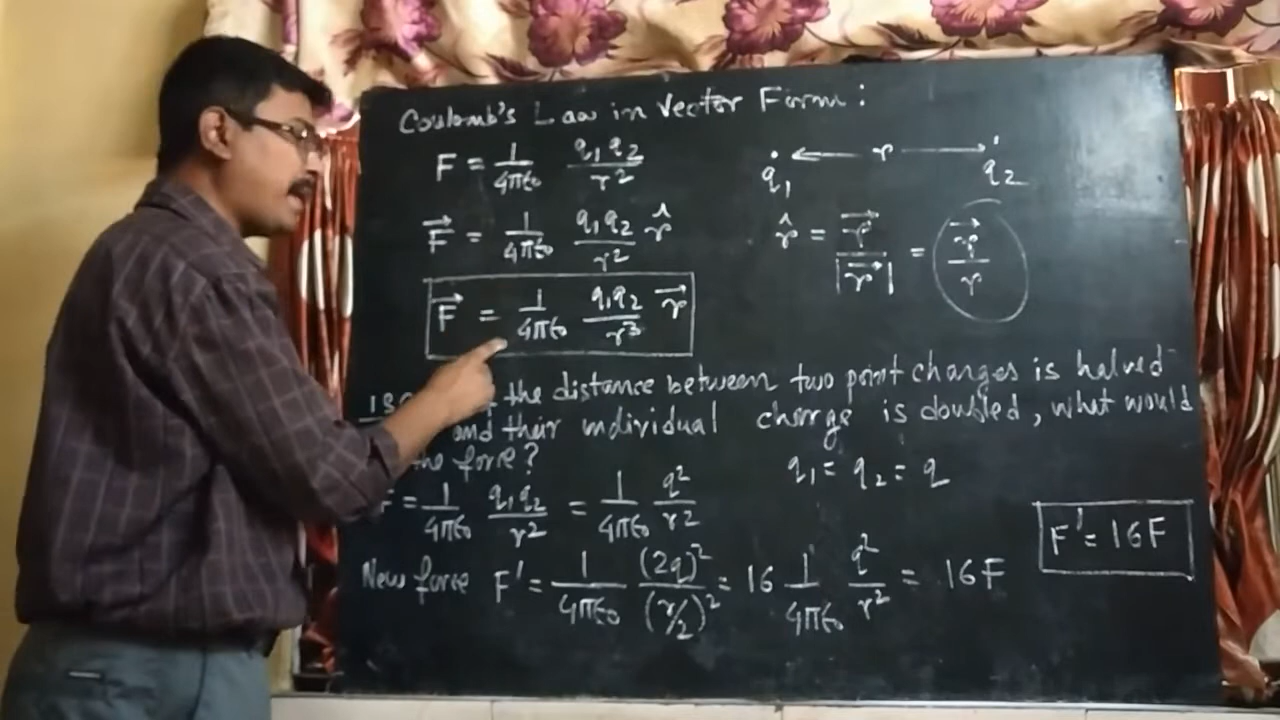 Coulomb's Law in Vector Form:
F = 1/4πε₀ q₁q₂/r²
q₁ ← r → q₂
F⃗ = 1/4πε₀ q₁q₂/r² r̂
r̂ = r⃗/|r⃗| = r⃗/r
F⃗ = 1/4πε₀ q₁q₂/r³ r⃗
the distance between two point charges is halved
and their individual charge is doubled, what would
the force?
q₁ = q₂ = q
F = 1/4πε₀ q₁q₂/r² = 1/4πε₀ q²/r²
New force F' = 1/4πε₀ (2q)²/(r/2)² = 16 1/4πε₀ q²/r² = 16F
F' = 16F